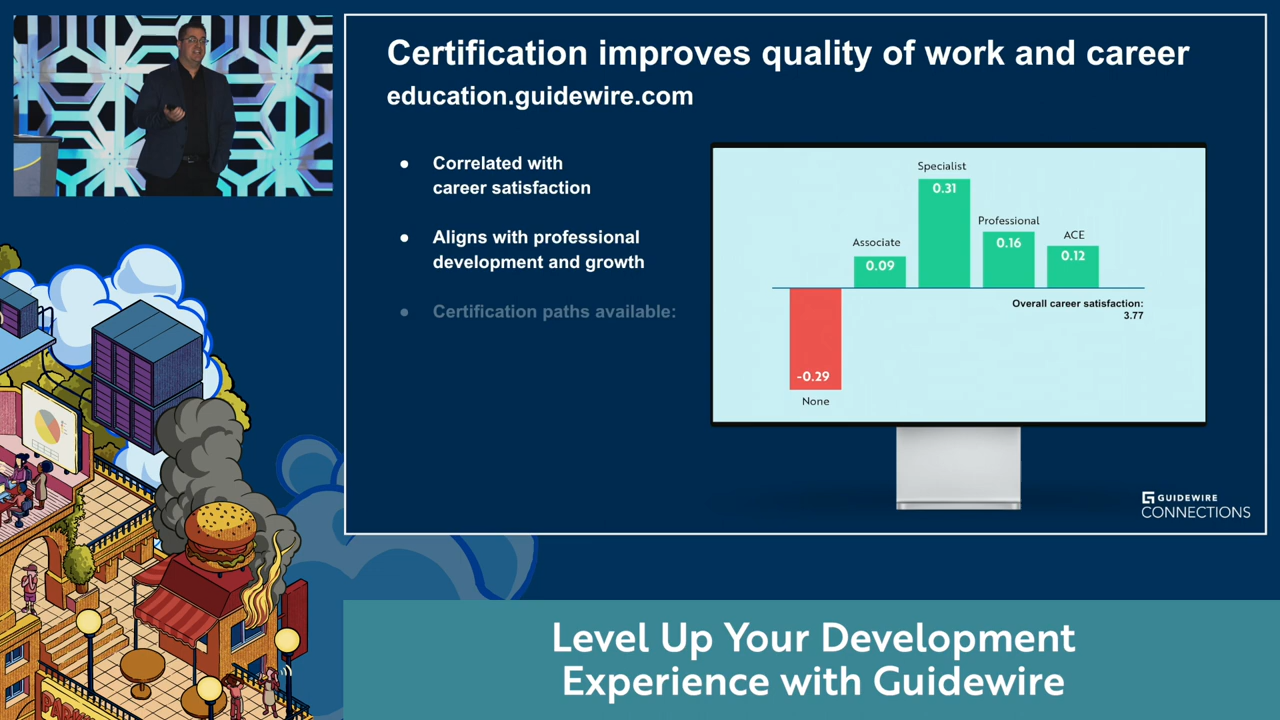 Certification improves quality of work and career
education.guidewire.com
● Correlated with
career satisfaction
● Aligns with professional
development and growth
● Certification paths available:
Specialist
0.31
Professional
0.16
ACE
0.12
Associate
0.09
Overall career satisfaction:
3.77
-0.29
None
GUIDEWIRE
CONNECTIONS
Level Up Your Development
Experience with Guidewire